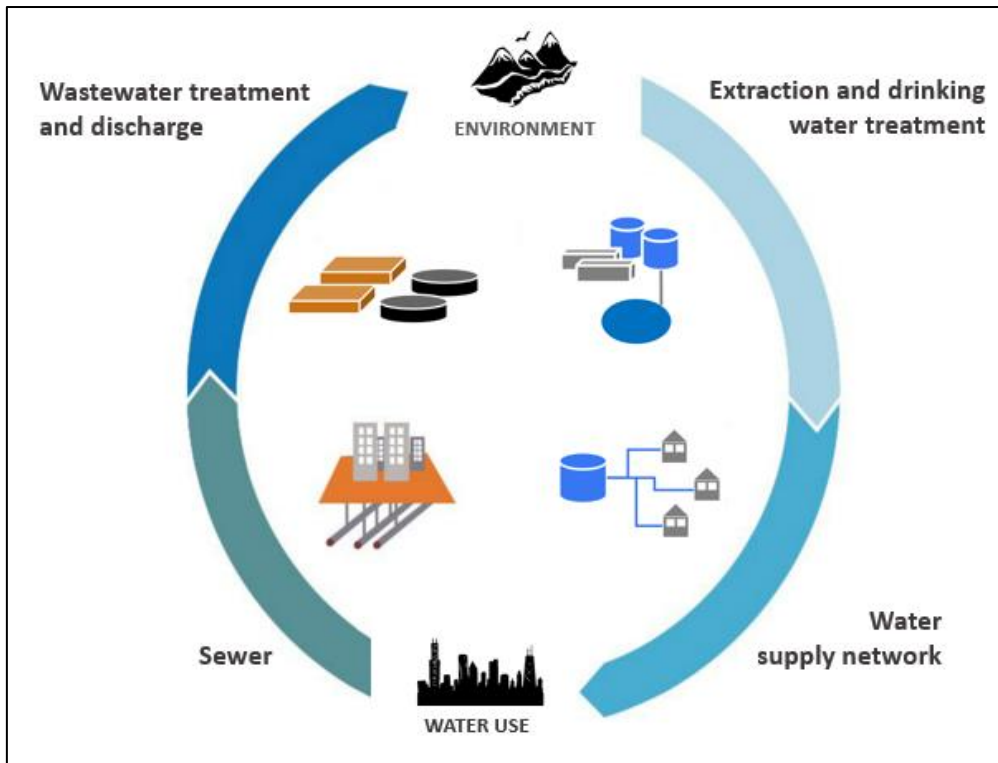 Wastewater treatment
and discharge
ENVIRONMENT
Extraction and drinking
water treatment
Sewer
Water
supply network
WATER USE